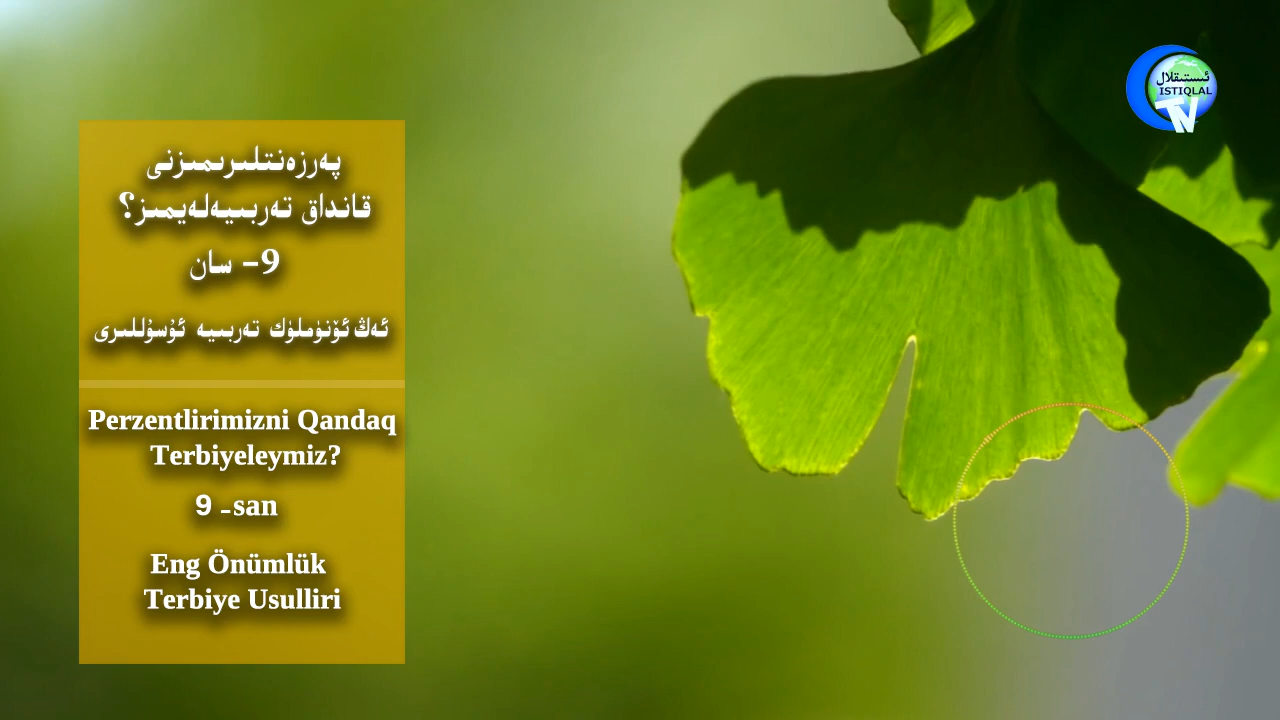 پەرزەنتلىرىمىزنى
قانداق تەربىيەلەيمىز؟
9- سان
ئەڭ ئۈنۈملۈك تەربىيە ئۇسۇللىرى
Perzentlirimizni Qandaq
Terbiyeleymiz?
9 -san
Eng Önümlük
Terbiye Usulliri
ئىستىقلال
ISTIQLAL
TV